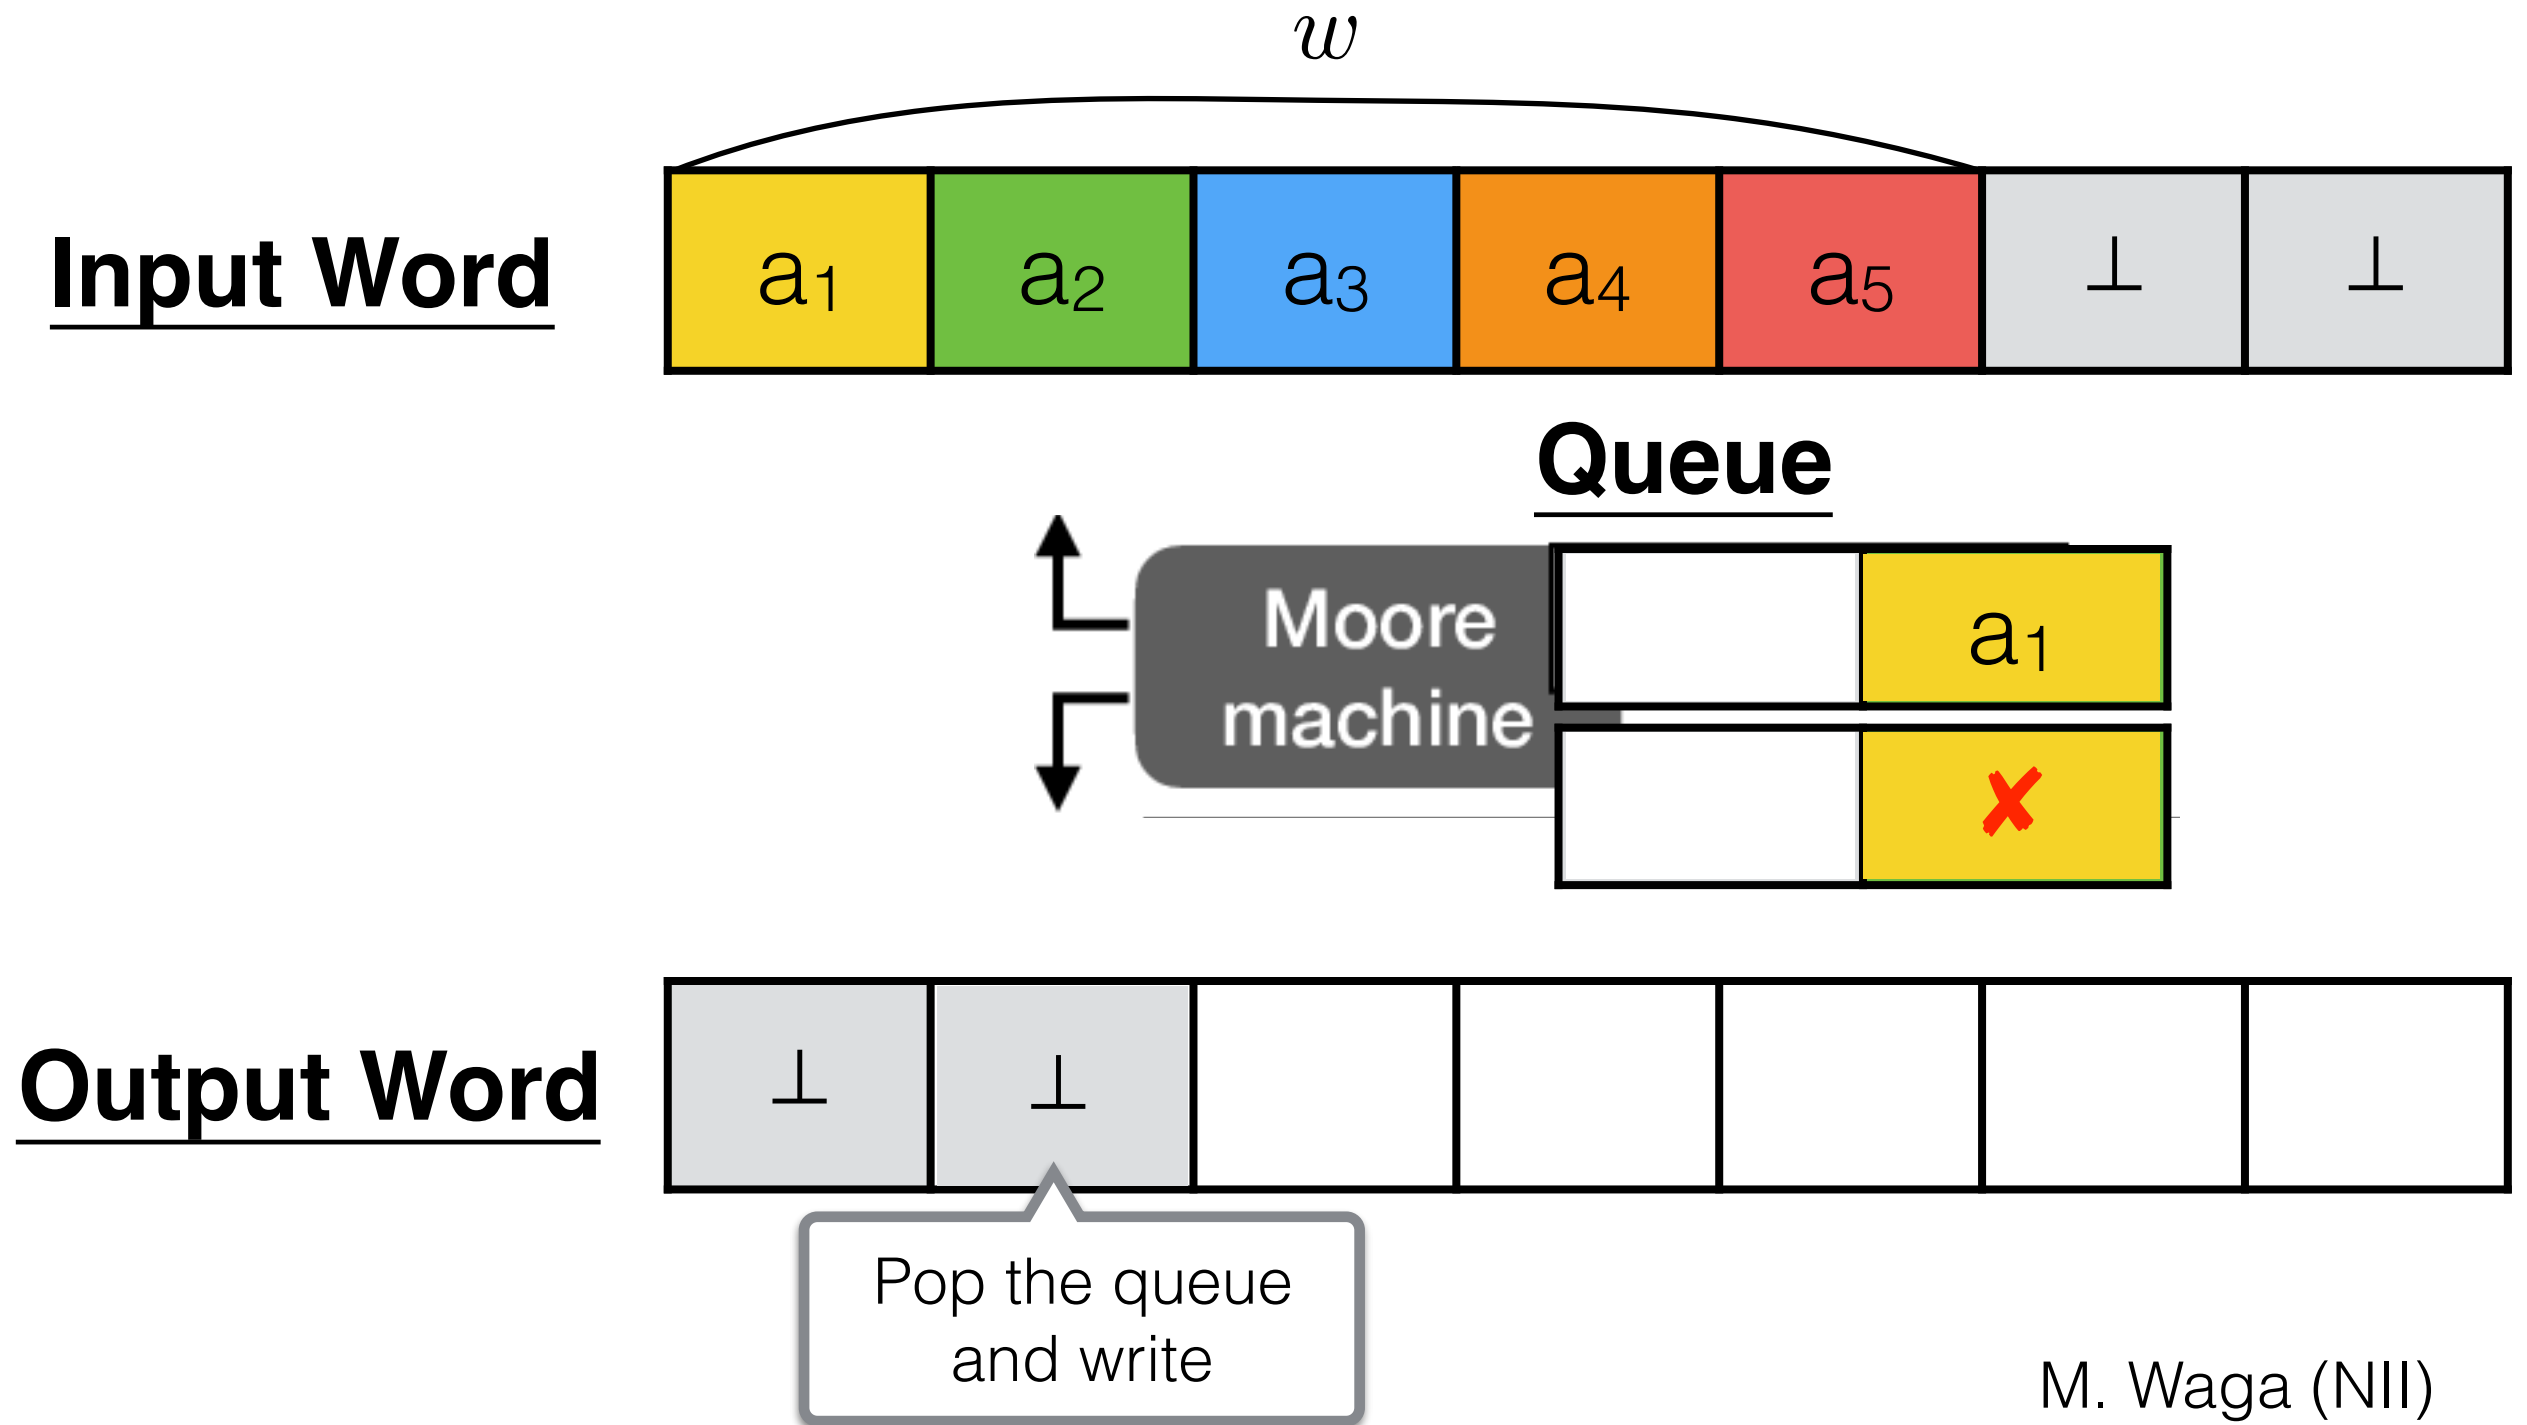 w
Input Word
a1 a2 a3 a4 a5 ⊥ ⊥
Queue
Moore
machine
a1
✘
Output Word
⊥ ⊥
Pop the queue
and write
M. Waga (NII)